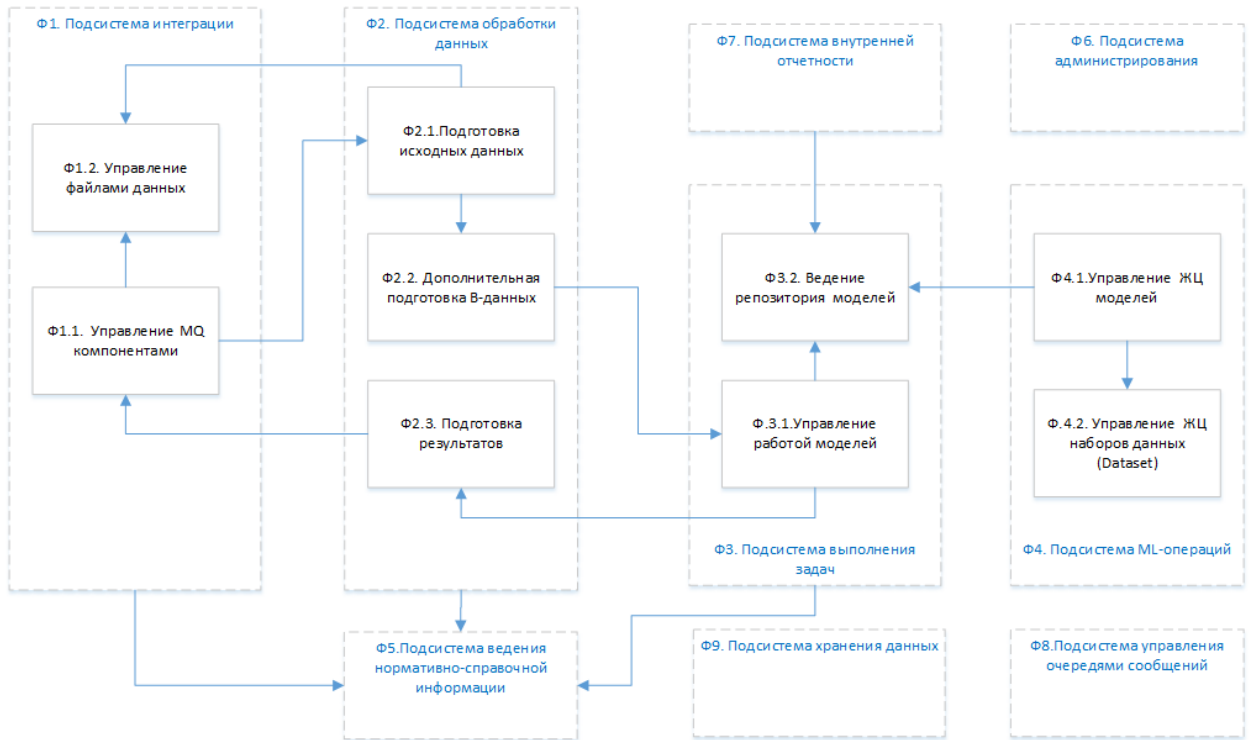 Ф1. Подсистема интеграции
Ф1.2. Управление
файлами данных
Ф1.1. Управление MQ
компонентами
Ф2. Подсистема обработки
данных
Ф2.1.Подготовка
исходных данных
Ф2.2. Дополнительная
подготовка В-данных
Ф2.3. Подготовка
результатов
Ф7. Подсистема внутренней
отчетности
Ф3.2. Ведение
репозитория моделей
Ф.3.1.Управление
работой моделей
Ф3. Подсистема выполнения
задач
Ф6. Подсистема
администрирования
Ф4.1.Управление ЖЦ
моделей
Ф.4.2. Управление ЖЦ
наборов данных
(Dataset)
Ф4. Подсистема ML-операций
Ф5.Подсистема ведения
нормативно-справочной
информации
Ф9. Подсистема хранения данных
Ф8.Подсистема управления
очередями сообщений